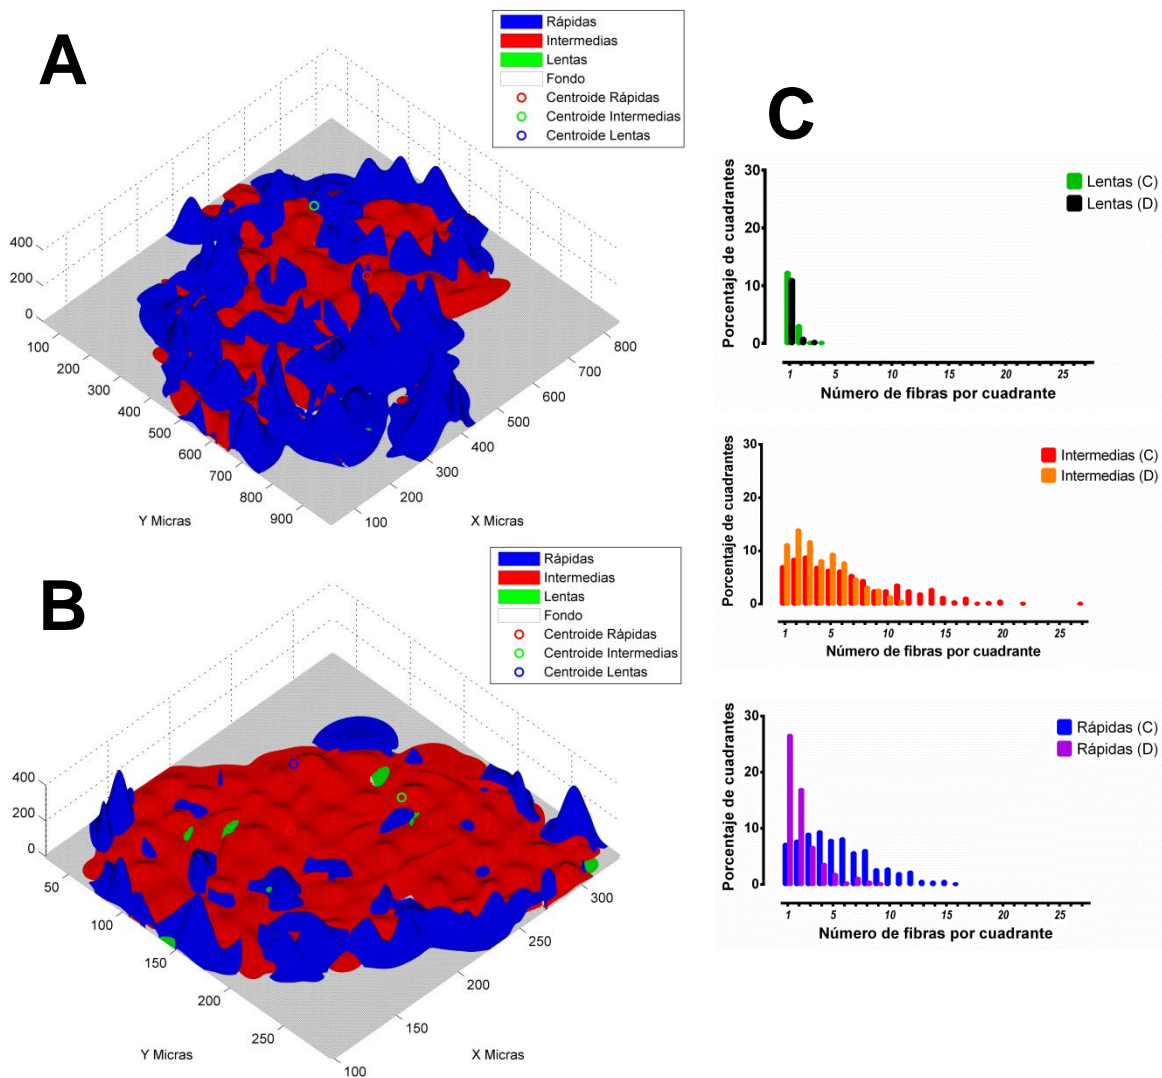 A
Rápidas
Intermedias
Lentas
Fondo
Centroide Rápidas
Centroide Intermedias
Centroide Lentas
400
200
0
100
200
300
400
500
600
700
800
900
Y Micras
100
200
300
400
500
600
700
800
X Micras
B
Rápidas
Intermedias
Lentas
Fondo
Centroide Rápidas
Centroide Intermedias
Centroide Lentas
400
200
0
50
100
150
200
250
Y Micras
100
150
200
250
300
X Micras
C
Porcentaje de cuadrantes
30
20
10
0
Lentas (C)
Lentas (D)
1 5 10 15 20 25
Número de fibras por cuadrante
Porcentaje de cuadrantes
30
20
10
0
Intermedias (C)
Intermedias (D)
1 5 10 15 20 25
Número de fibras por cuadrante
Porcentaje de cuadrantes
30
20
10
0
Rápidas (C)
Rápidas (D)
1 5 10 15 20 25
Número de fibras por cuadrante